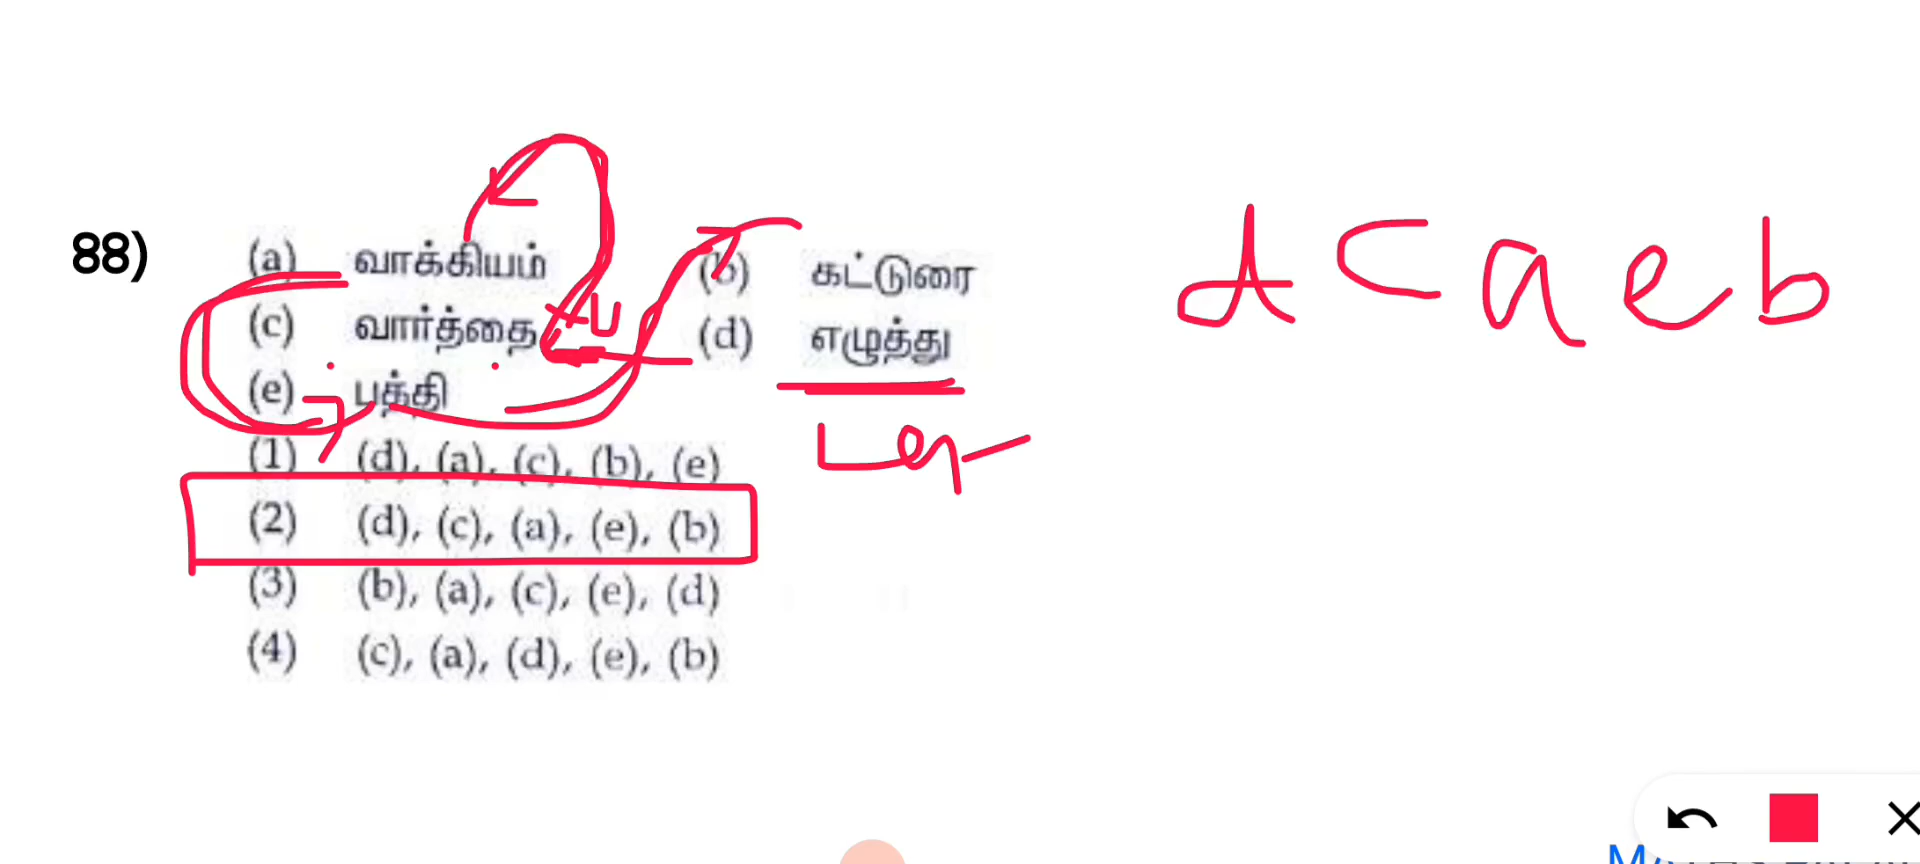 88) (a) வாக்கியம் (b) கட்டுரை
(c) வார்த்தை (d) எழுத்து
(e) பத்தி
(1) (d), (a), (c), (b), (e)
(2) (d), (c), (a), (e), (b)
(3) (b), (a), (c), (e), (d)
(4) (c), (a), (d), (e), (b)
d c a e b